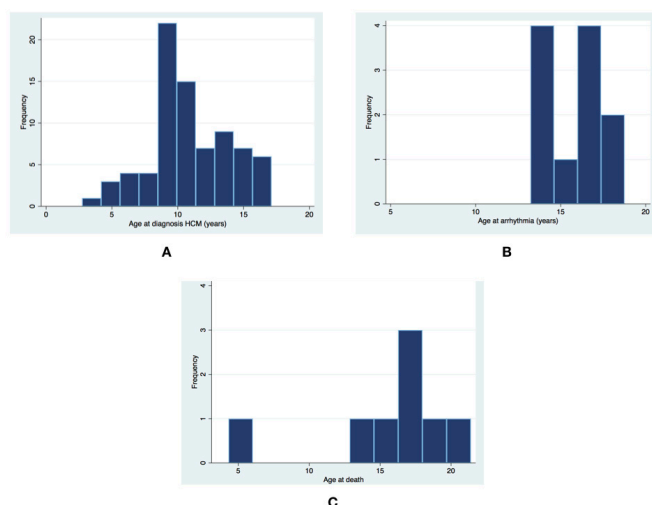 Frequency
20
15
10
5
0
0 5 10 15 20
Age at diagnosis HCM (years)
A
Frequency
4
3
2
1
0
5 10 15 20
Age at arrhythmia (years)
B
Frequency
4
3
2
1
0
5 10 15 20
Age at death
C